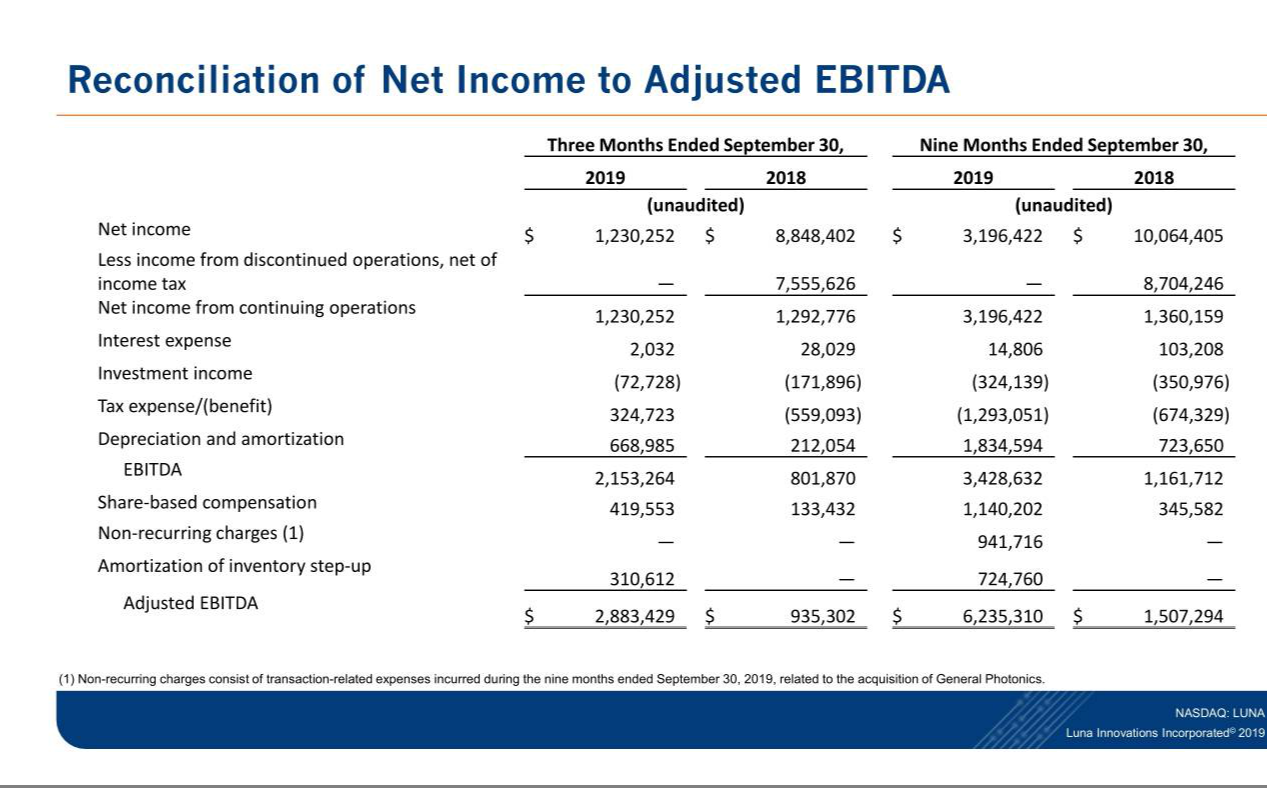 Reconciliation of Net Income to Adjusted EBITDA
Three Months Ended September 30, Nine Months Ended September 30,
2019 2018 2019 2018
(unaudited) (unaudited)
Net income $ 1,230,252 $ 8,848,402 $ 3,196,422 $ 10,064,405
Less income from discontinued operations, net of
income tax — 7,555,626 — 8,704,246
Net income from continuing operations 1,230,252 1,292,776 3,196,422 1,360,159
Interest expense 2,032 28,029 14,806 103,208
Investment income (72,728) (171,896) (324,139) (350,976)
Tax expense/(benefit) 324,723 (559,093) (1,293,051) (674,329)
Depreciation and amortization 668,985 212,054 1,834,594 723,650
EBITDA 2,153,264 801,870 3,428,632 1,161,712
Share-based compensation 419,553 133,432 1,140,202 345,582
Non-recurring charges (1) — — 941,716 —
Amortization of inventory step-up 310,612 — 724,760 —
Adjusted EBITDA $ 2,883,429 $ 935,302 $ 6,235,310 $ 1,507,294
(1) Non-recurring charges consist of transaction-related expenses incurred during the nine months ended September 30, 2019, related to the acquisition of General Photonics.
NASDAQ: LUNA
Luna Innovations Incorporated© 2019